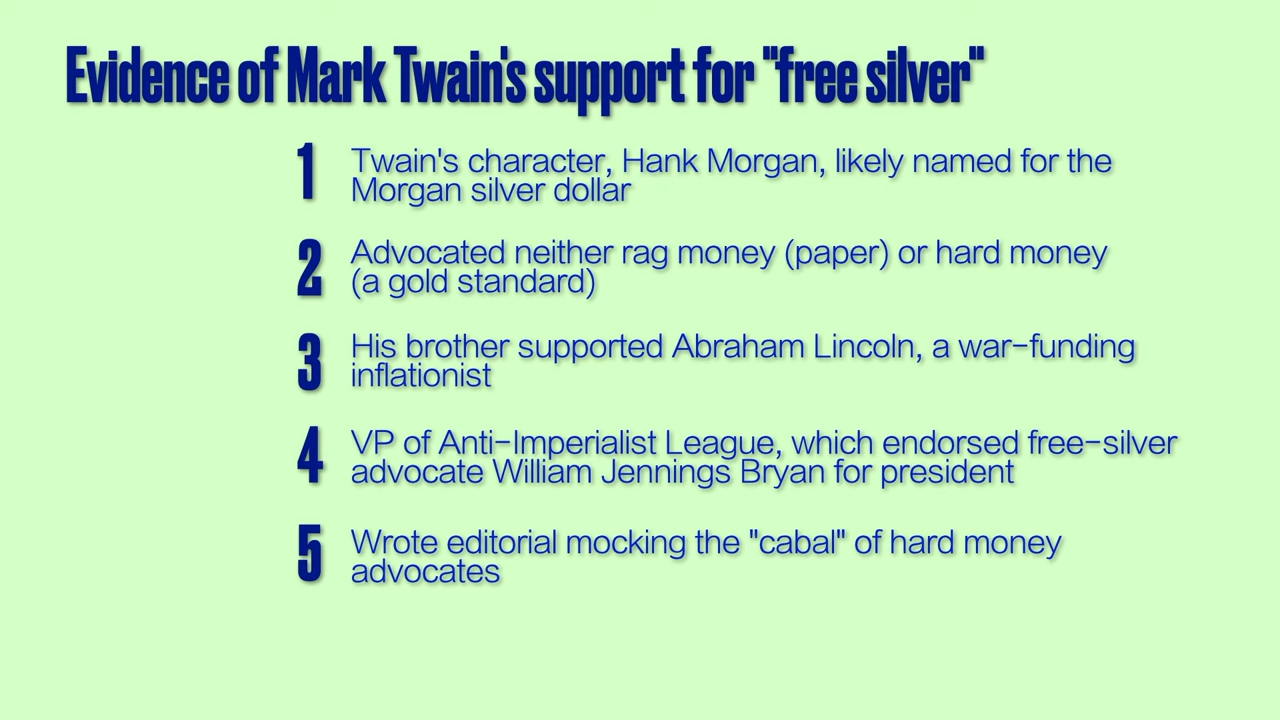 Evidence of Mark Twain's support for "free silver"
1 Twain's character, Hank Morgan, likely named for the
Morgan silver dollar
2 Advocated neither rag money (paper) or hard money
(a gold standard)
3 His brother supported Abraham Lincoln, a war-funding
inflationist
4 VP of Anti-Imperialist League, which endorsed free-silver
advocate William Jennings Bryan for president
5 Wrote editorial mocking the "cabal" of hard money
advocates